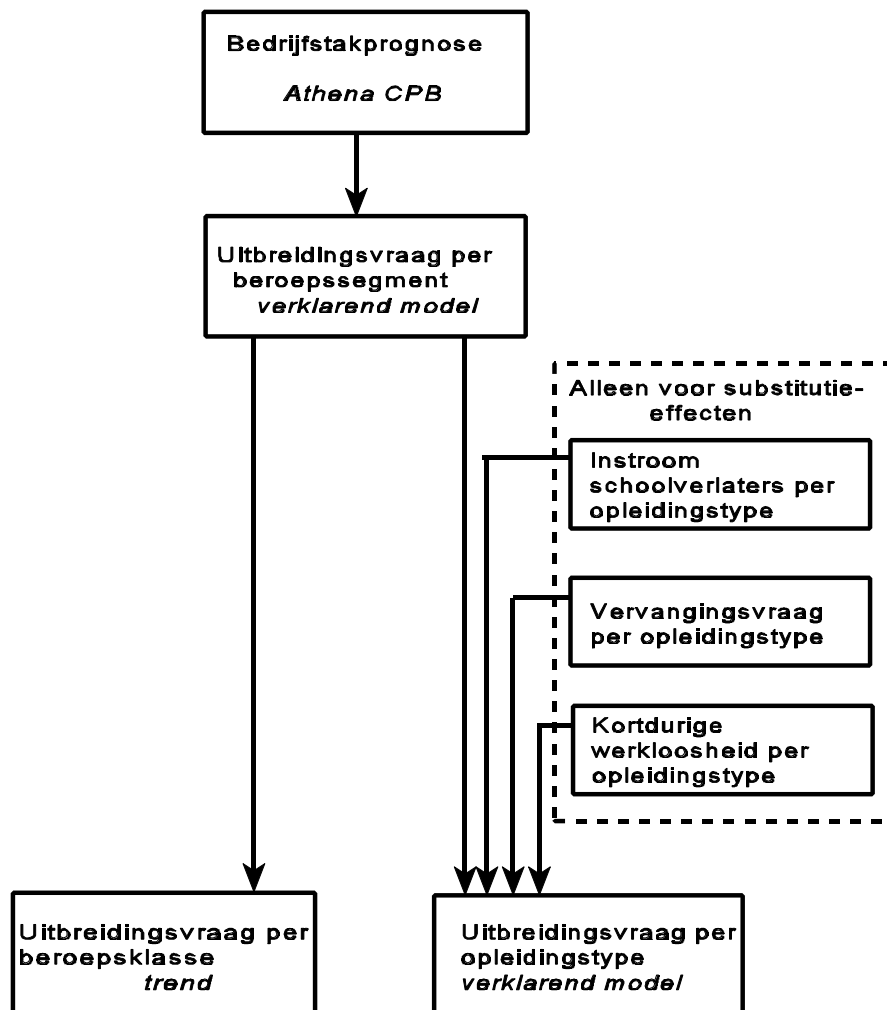 Bedrijfstakprognose
Athena CPB
Uitbreidingsvraag per
beroepssegment
verklarend model
Alleen voor substitutie-
effecten
Instroom
schoolverlaters per
opleidingstype
Vervangingsvraag
per opleidingstype
Kortdurige
werkloosheid per
opleidingstype
Uitbreidingsvraag per
beroepsklasse
trend
Uitbreidingsvraag per
opleidingstype
verklarend model